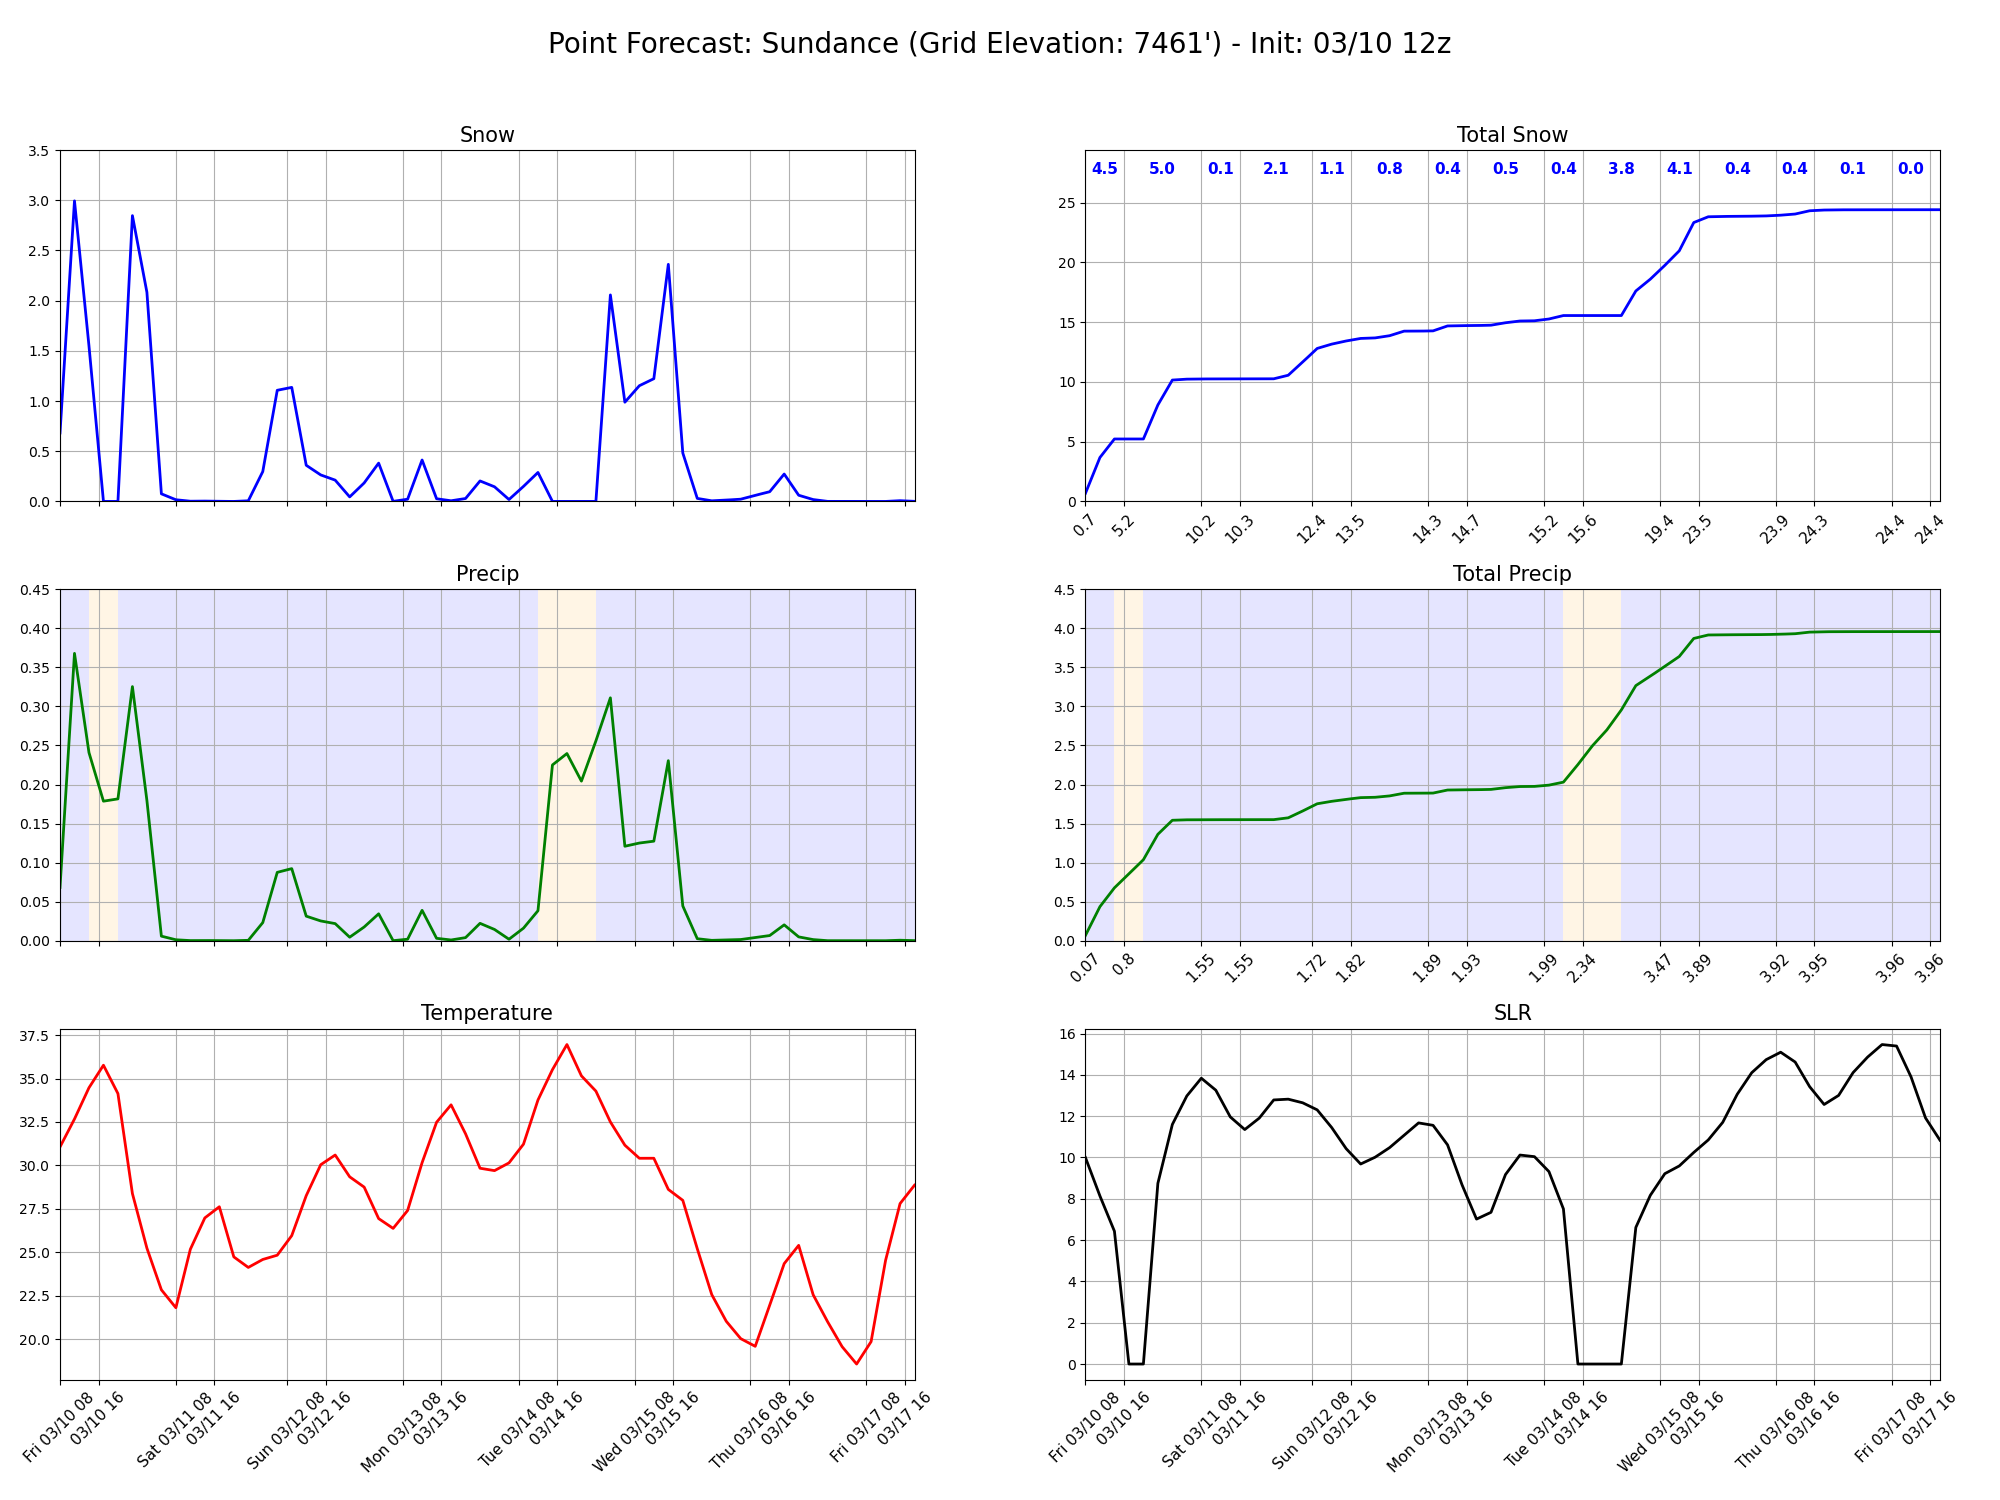 Point Forecast: Sundance (Grid Elevation: 7461') - Init: 03/10 12z
Snow
3.5
3.0
2.5
2.0
1.5
1.0
0.5
0.0
Total Snow
4.5 5.0 0.1 2.1 1.1 0.8 0.4 0.5 0.4 3.8 4.1 0.4 0.4 0.1 0.0
25
20
15
10
5
0
0.7 5.2 10.2 10.3 12.4 13.5 14.3 14.7 15.2 15.6 19.4 23.5 23.9 24.3 24.4 24.4
Precip
0.45
0.40
0.35
0.30
0.25
0.20
0.15
0.10
0.05
0.00
Total Precip
4.5
4.0
3.5
3.0
2.5
2.0
1.5
1.0
0.5
0.0
0.07 0.8 1.55 1.55 1.72 1.82 1.89 1.93 1.99 2.34 3.47 3.89 3.92 3.95 3.96 3.96
Temperature
37.5
35.0
32.5
30.0
27.5
25.0
22.5
20.0
Fri 03/10 08
03/10 16
Sat 03/11 08
03/11 16
Sun 03/12 08
03/12 16
Mon 03/13 08
03/13 16
Tue 03/14 08
03/14 16
Wed 03/15 08
03/15 16
Thu 03/16 08
03/16 16
Fri 03/17 08
03/17 16
SLR
16
14
12
10
8
6
4
2
0
Fri 03/10 08
03/10 16
Sat 03/11 08
03/11 16
Sun 03/12 08
03/12 16
Mon 03/13 08
03/13 16
Tue 03/14 08
03/14 16
Wed 03/15 08
03/15 16
Thu 03/16 08
03/16 16
Fri 03/17 08
03/17 16